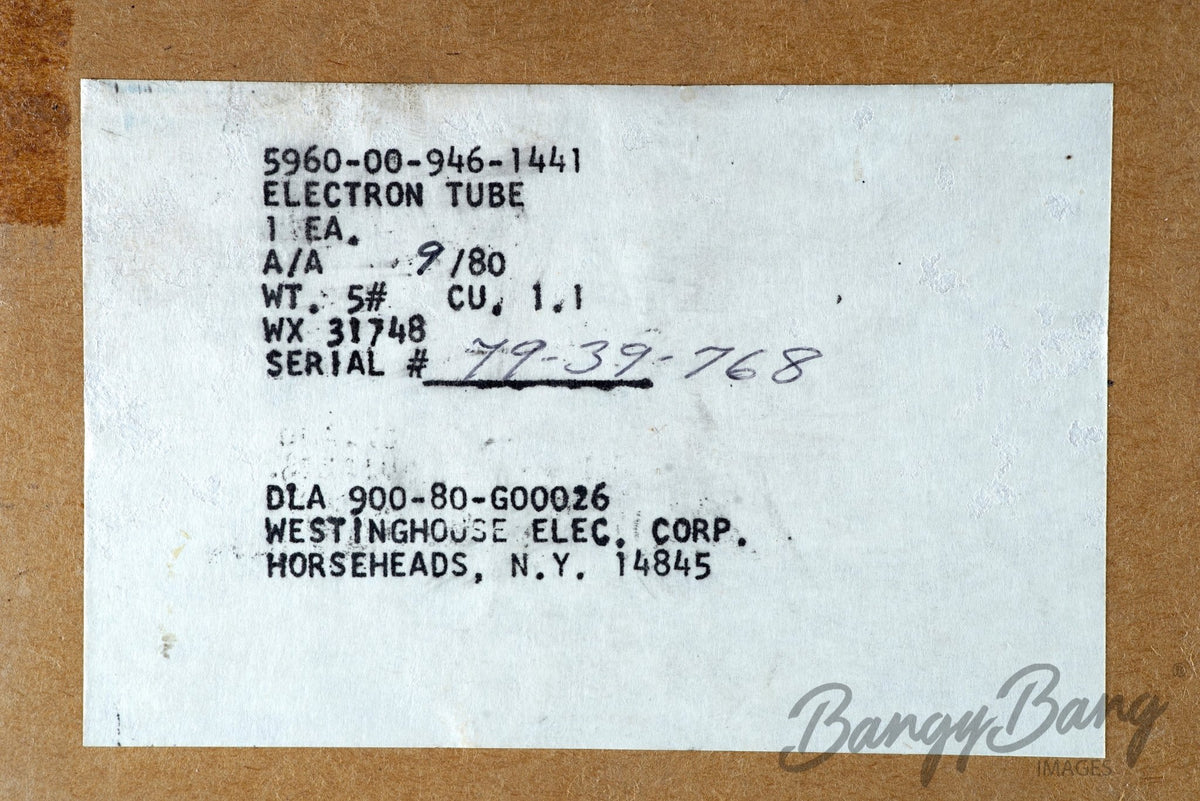 5960-00-946-1441
ELECTRON TUBE
1 EA.
A/A 9/80
WT. 5# CU. 1.1
WX 31748
SERIAL # 79-39-768
DLA 900-80-G00026
WESTINGHOUSE ELEC. CORP.
HORSEHEADS, N.Y. 14845
BangyBang®
IMAGES